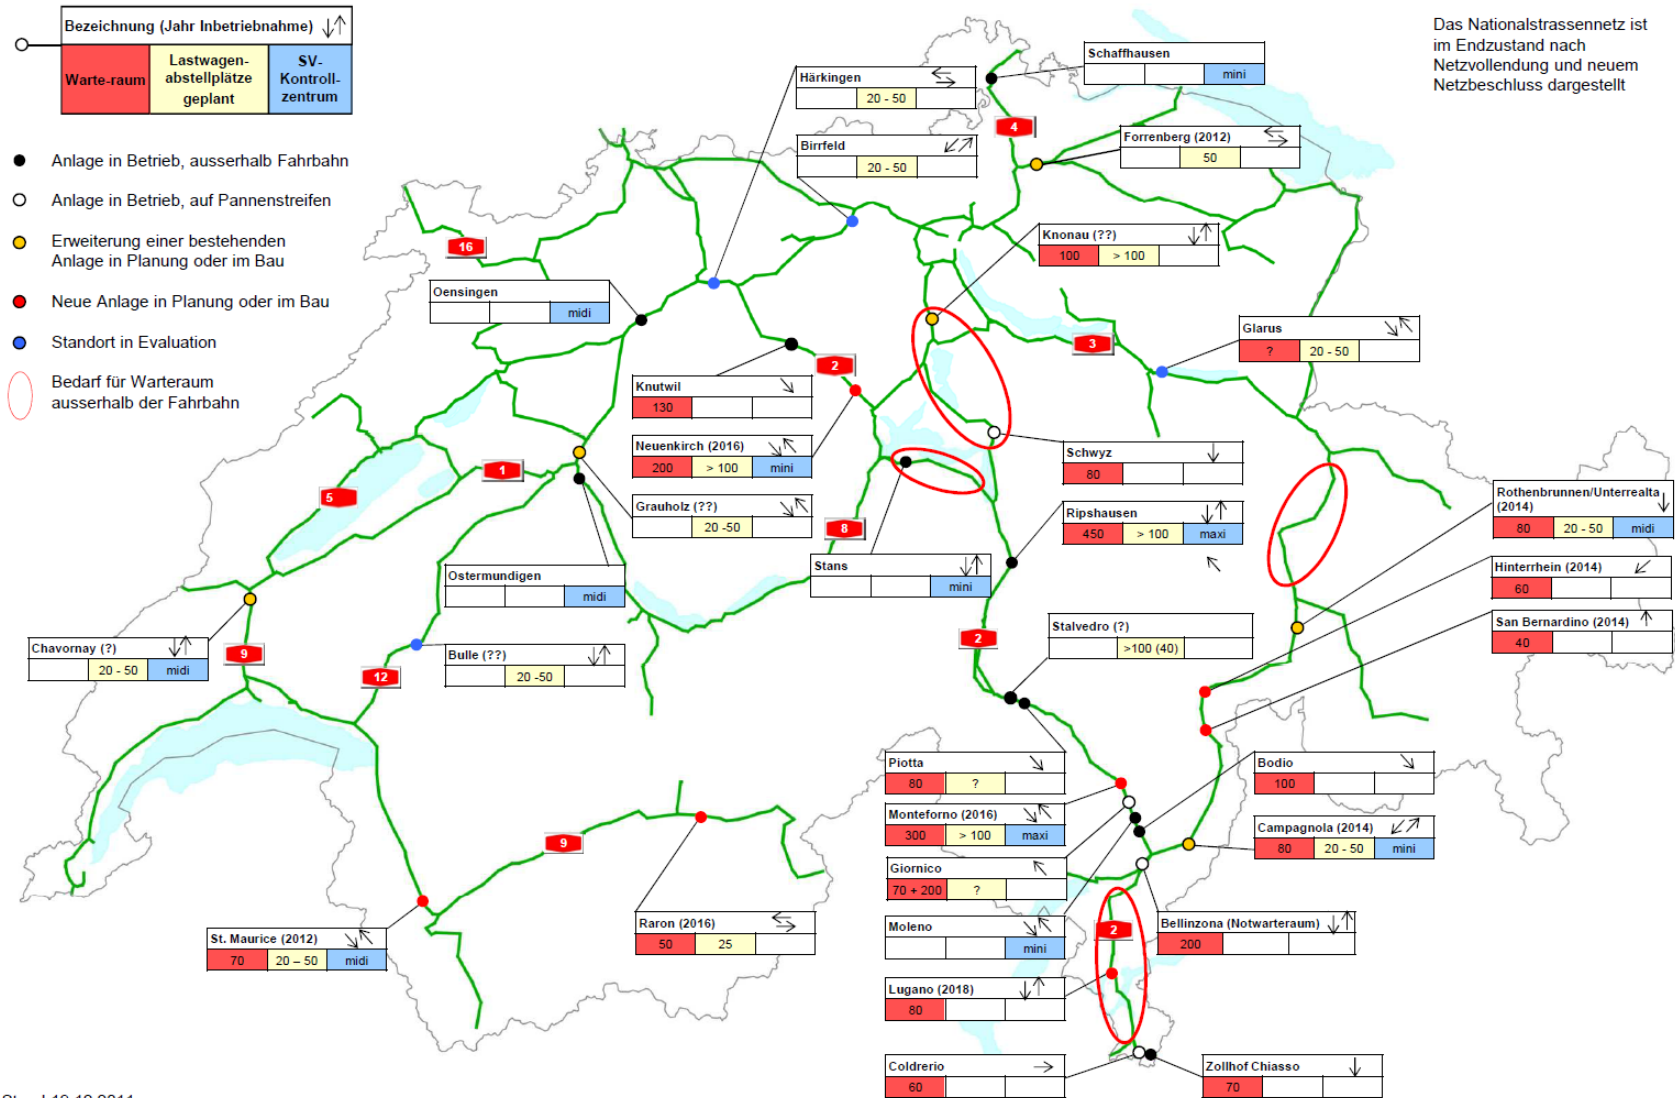 Bezeichnung (Jahr Inbetriebnahme)
Warte-raum
Lastwagen-
abstellplätze
geplant
SV-
Kontroll-
zentrum
Anlage in Betrieb, ausserhalb Fahrbahn
Anlage in Betrieb, auf Pannenstreifen
Erweiterung einer bestehenden
Anlage in Planung oder im Bau
Neue Anlage in Planung oder im Bau
Standort in Evaluation
Bedarf für Warteraum
ausserhalb der Fahrbahn
Das Nationalstrassennetz ist
im Endzustand nach
Netzvollendung und neuem
Netzbeschluss dargestellt
Schaffhausen
mini
Härkingen
20 - 50
4
Forrenberg (2012)
50
Birrfeld
20 - 50
16
Knonau (??)
100 > 100
Oensingen
midi
Glarus
? 20 - 50
3
2
Knutwil
130
Neuenkirch (2016)
200 > 100 mini
Schwyz
80
1
5
Grauholz (??)
20 -50
8
Ripshausen
450 > 100 maxi
Rothenbrunnen/Unterrealta
(2014)
80 20 - 50 midi
Stans
mini
Ostermundigen
midi
Hinterrhein (2014)
60
San Bernardino (2014)
40
Stalvedro (?)
>100 (40)
2
Chavornay (?)
20 - 50 midi
9
12
Bulle (??)
20 -50
Piotta
80 ?
Bodio
100
Monteforno (2016)
300 > 100 maxi
Campagnola (2014)
80 20 - 50 mini
9
Giornico
70 + 200 ?
Raron (2016)
50 25
Moleno
mini
2
Bellinzona (Notwarteraum)
200
St. Maurice (2012)
70 20 – 50 midi
Lugano (2018)
80
Coldrerio
60
Zollhof Chiasso
70